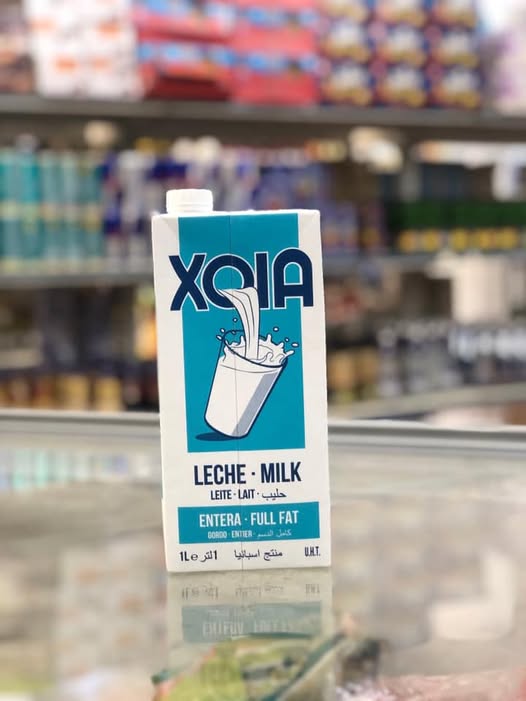 XOIA
LECHE · MILK
LEITE · LAIT · حليب
ENTERA · FULL FAT
GORDO · ENTIER · كامل الدسم
1L e 1لتر منتج اسبانيا U.H.T.